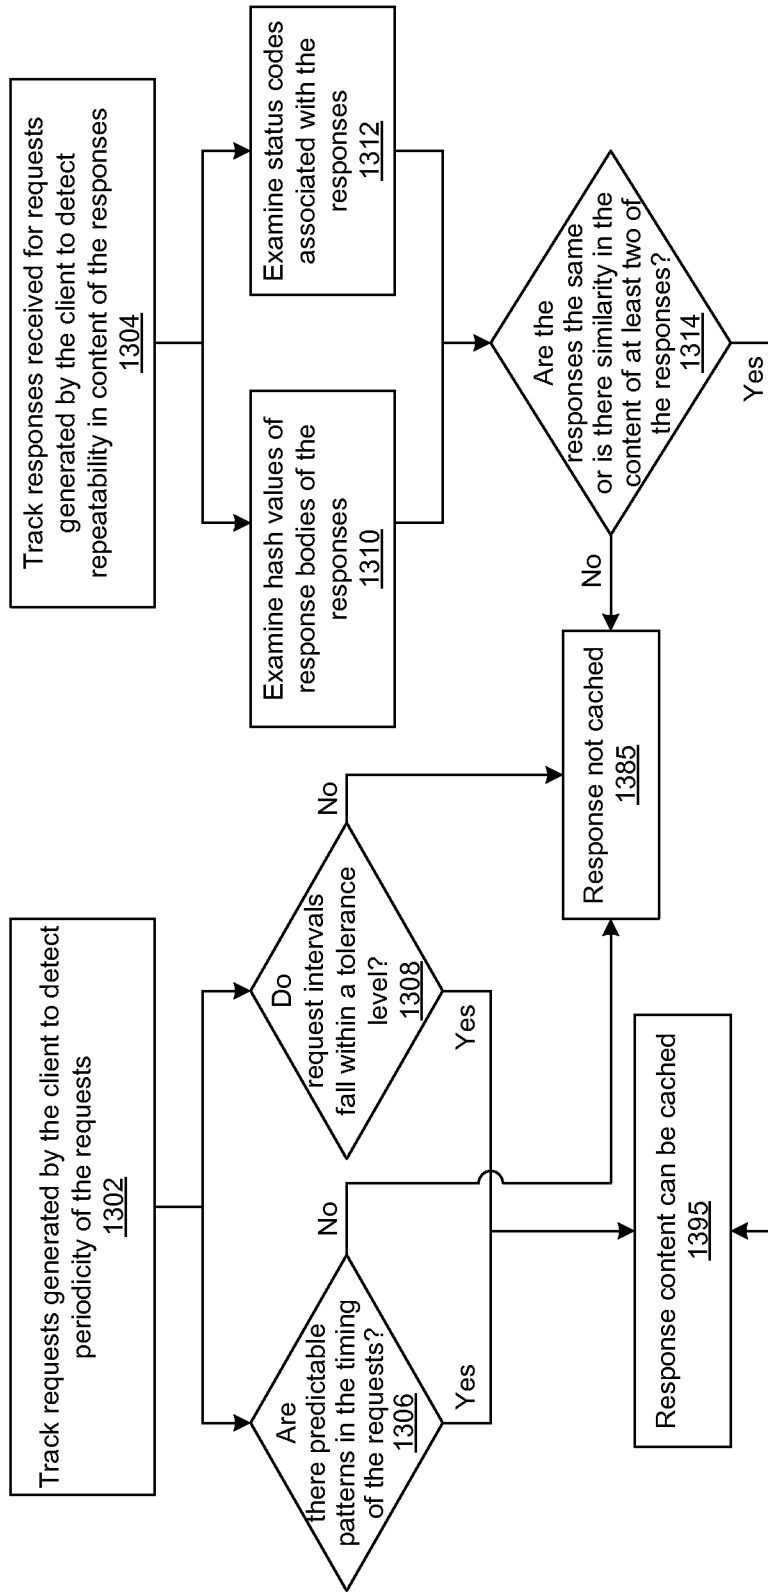 Track requests generated by the client to detect
periodicity of the requests
1302
Are
there predictable
patterns in the timing
of the requests?
1306
No
Yes
Do
request intervals
fall within a tolerance
level?
1308
No
Yes
Response content can be cached
1395
Response not cached
1385
Track responses received for requests
generated by the client to detect
repeatability in content of the responses
1304
Examine hash values of
response bodies of the
responses
1310
Examine status codes
associated with the
responses
1312
Are the
responses the same
or is there similarity in the
content of at least two of
the responses?
1314
No
Yes